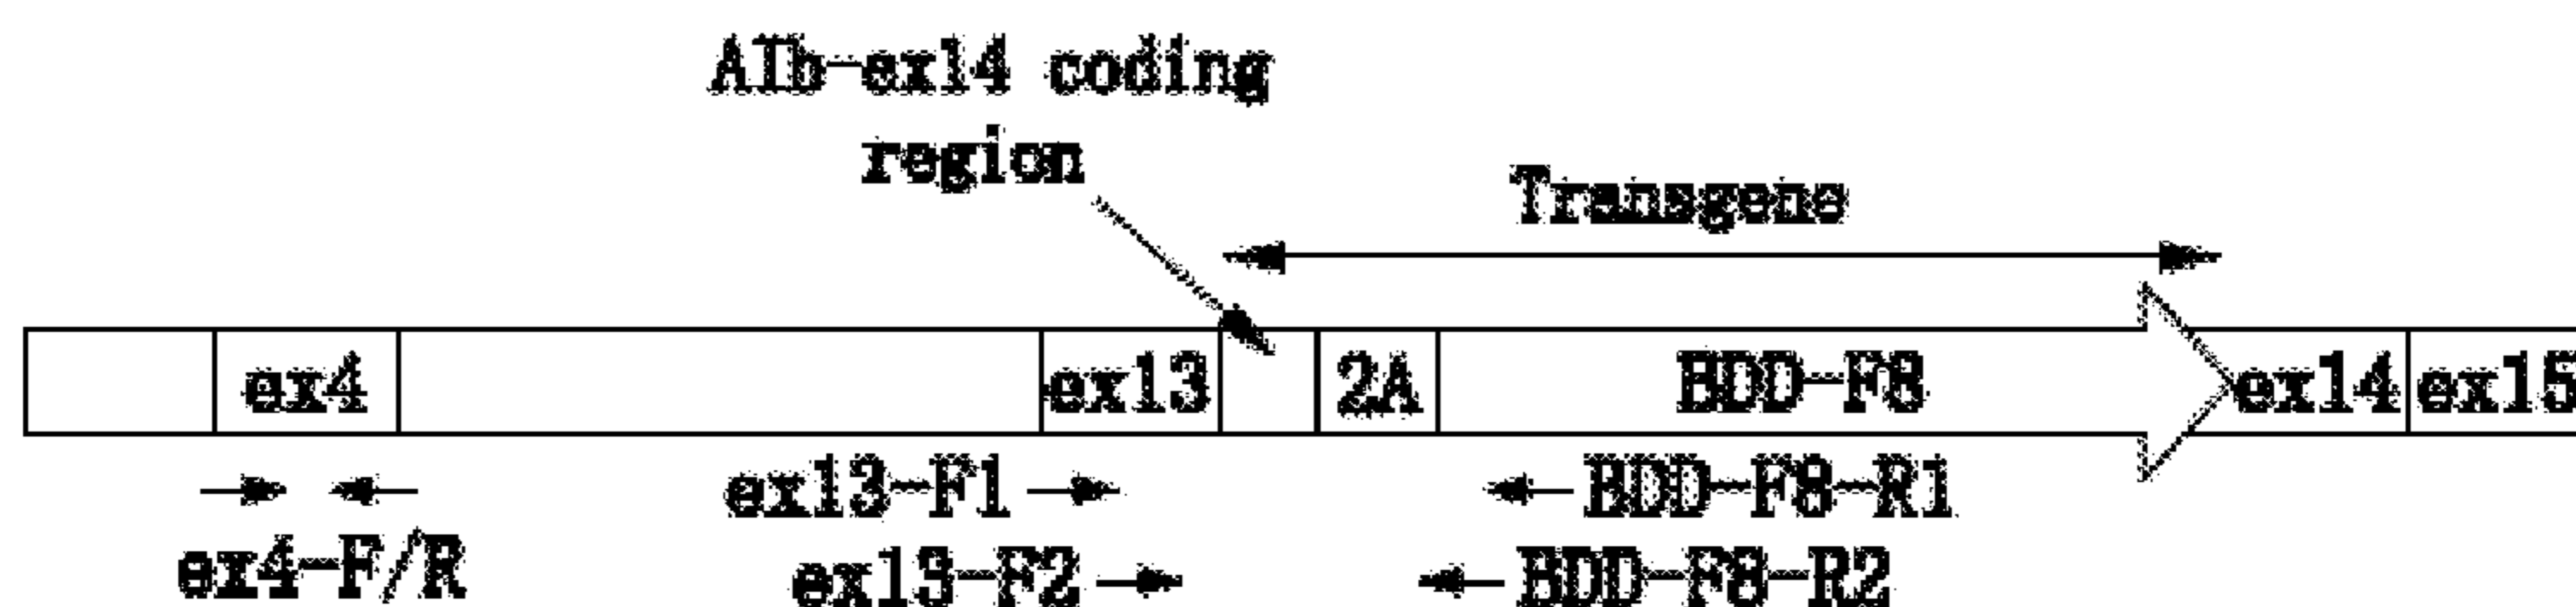 Alb-ex14 coding
region
Transgene
ex4
ex13
2A
BDD-F8
ex14
ex15
ex13-F1
BDD-F8-R1
ex4-F/R
ex13-F2
BDD-F8-R2